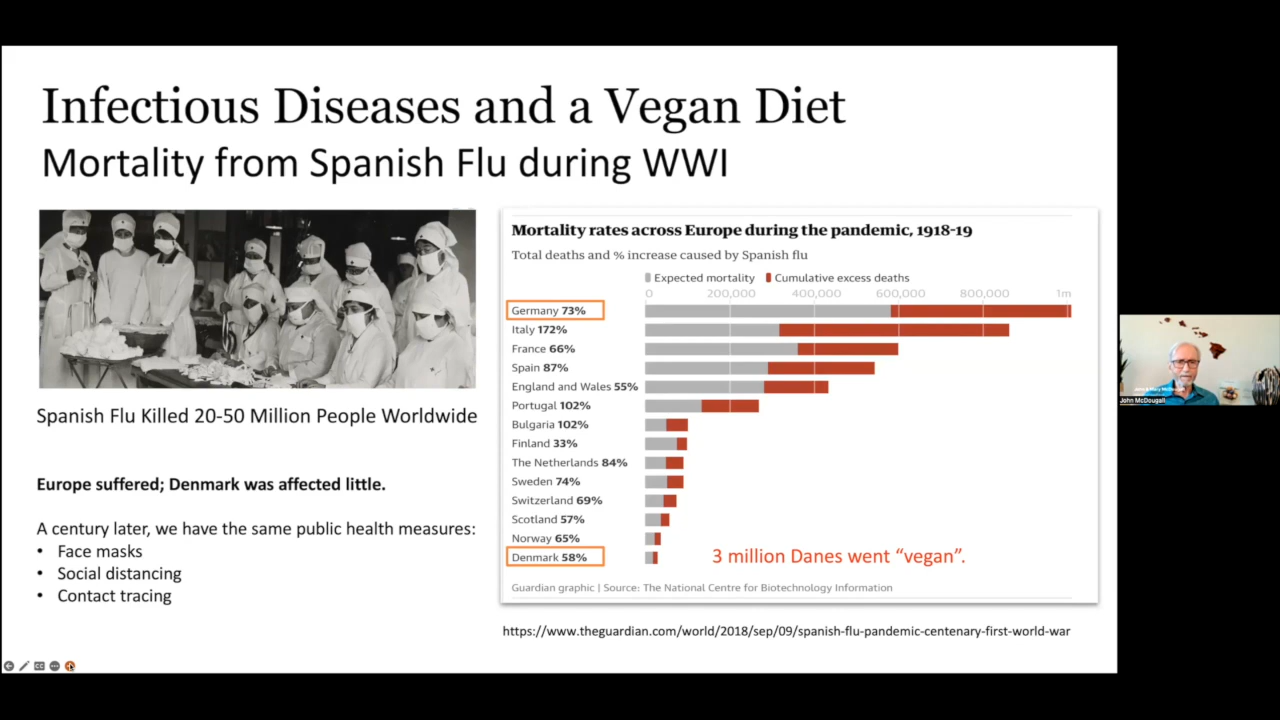 Infectious Diseases and a Vegan Diet
Mortality from Spanish Flu during WWI
Spanish Flu Killed 20-50 Million People Worldwide
Europe suffered; Denmark was affected little.
A century later, we have the same public health measures:
• Face masks
• Social distancing
• Contact tracing
Mortality rates across Europe during the pandemic, 1918-19
Total deaths and % increase caused by Spanish flu
Expected mortality Cumulative excess deaths
0 200,000 400,000 600,000 800,000 1m
Germany 73%
Italy 172%
France 66%
Spain 87%
England and Wales 55%
Portugal 102%
Bulgaria 102%
Finland 33%
The Netherlands 84%
Sweden 74%
Switzerland 69%
Scotland 57%
Norway 65%
Denmark 58%
3 million Danes went “vegan”.
Guardian graphic | Source: The National Centre for Biotechnology Information
https://www.theguardian.com/world/2018/sep/09/spanish-flu-pandemic-centenary-first-world-war
John McDougall